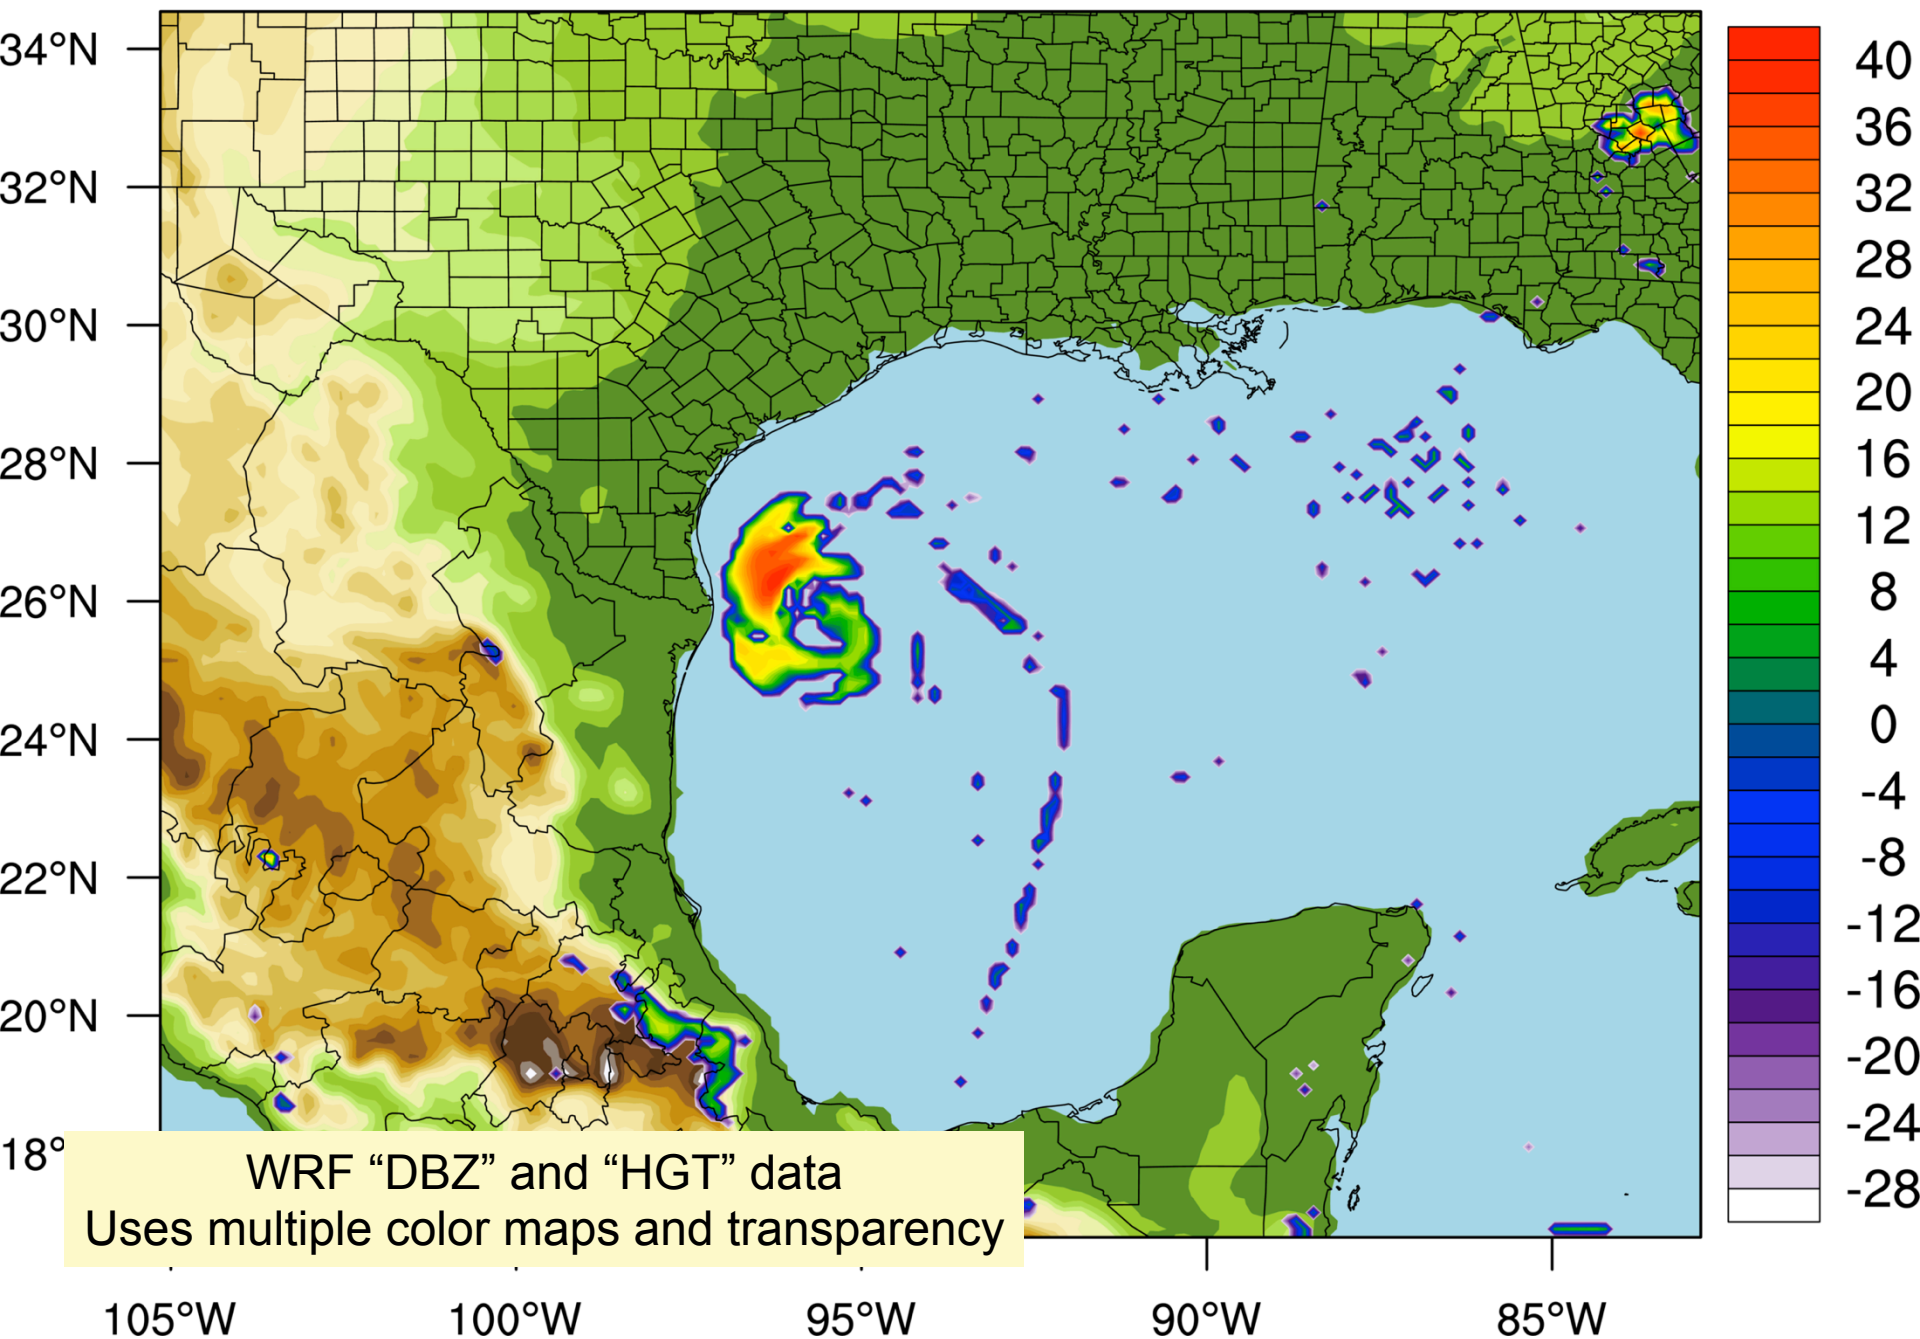 34°N
32°N
30°N
28°N
26°N
24°N
22°N
20°N
18°
40
36
32
28
24
20
16
12
8
4
0
-4
-8
-12
-16
-20
-24
-28
WRF “DBZ” and “HGT” data
Uses multiple color maps and transparency
105°W 100°W 95°W 90°W 85°W